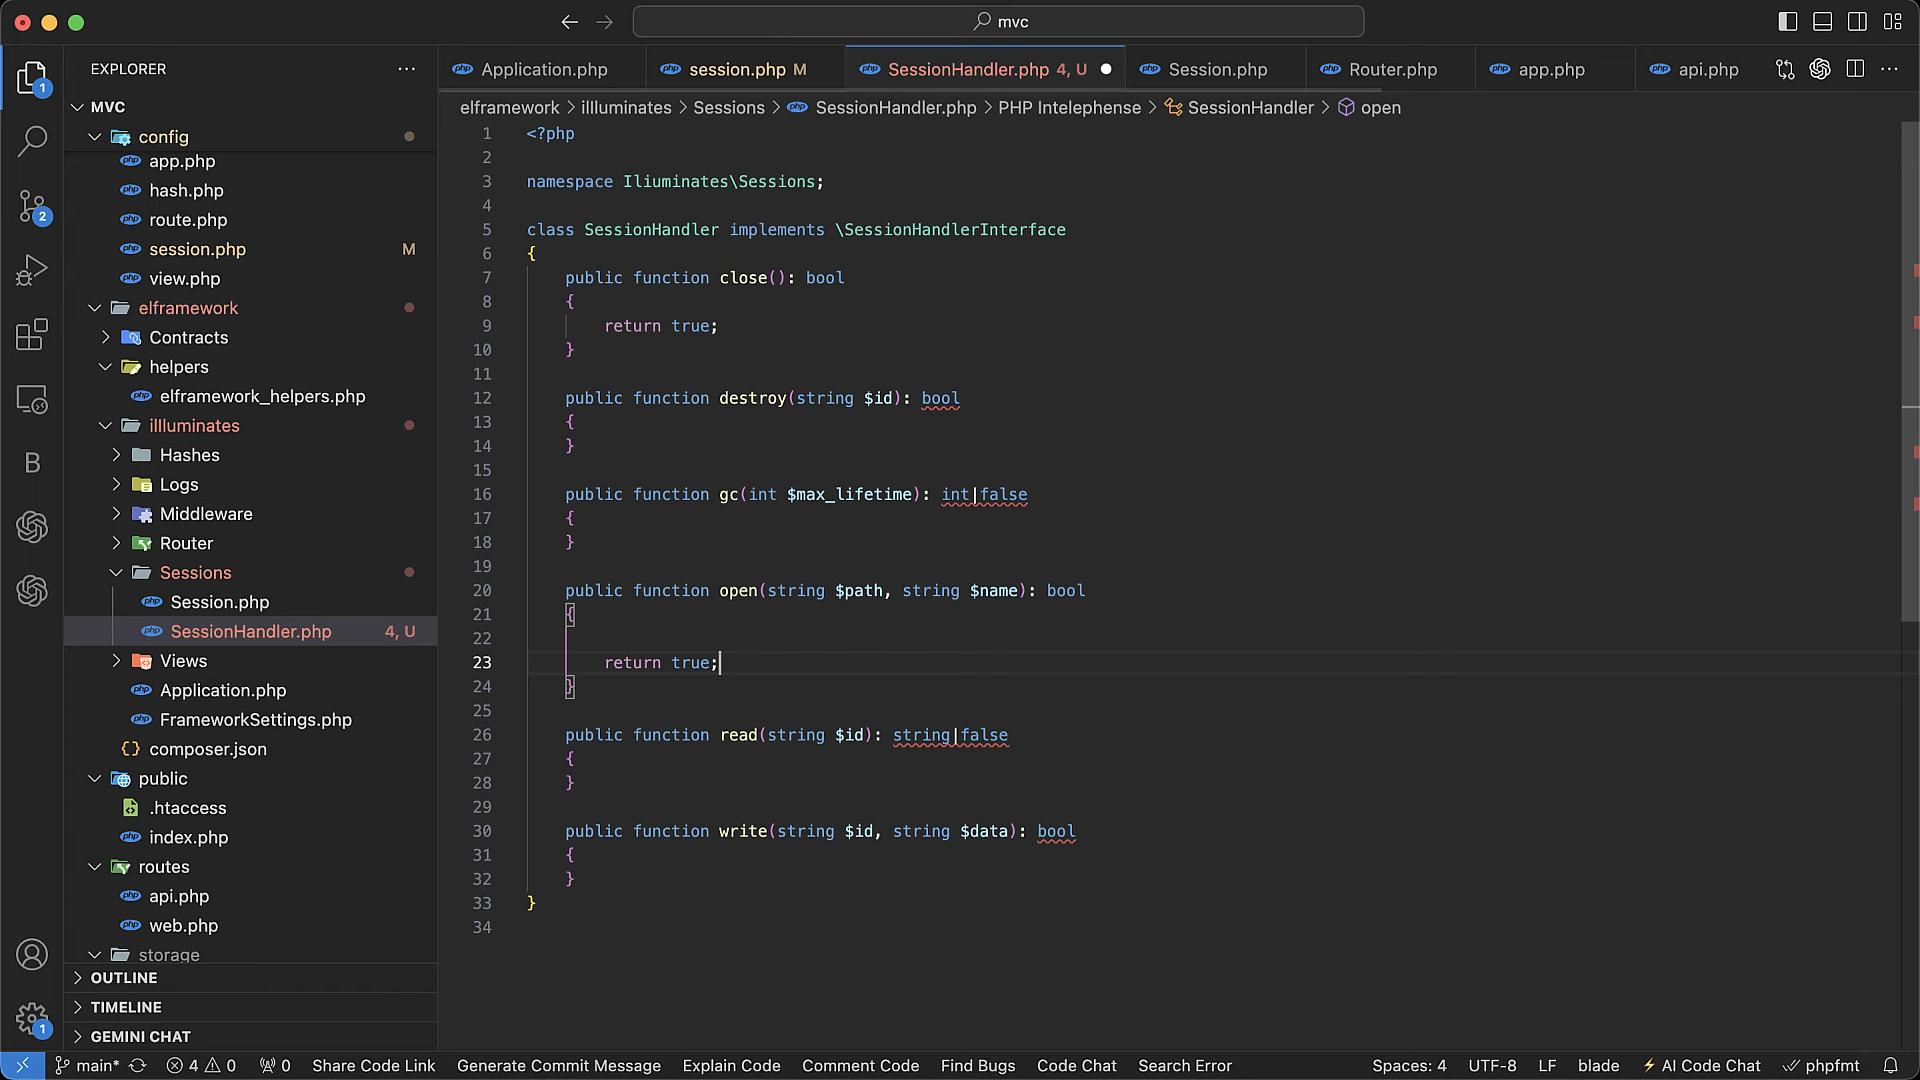 mvc
EXPLORER
MVC
config
app.php
hash.php
route.php
session.php M
view.php
elframework
Contracts
helpers
elframework_helpers.php
illluminates
Hashes
Logs
Middleware
Router
Sessions
Session.php
SessionHandler.php 4, U
Views
Application.php
FrameworkSettings.php
composer.json
public
.htaccess
index.php
routes
api.php
web.php
storage
OUTLINE
TIMELINE
GEMINI CHAT
1
2
B
1
Application.php session.php M SessionHandler.php 4, U Session.php Router.php app.php api.php
elframework > illluminates > Sessions > SessionHandler.php > PHP Intelephense > SessionHandler > open
1 <?php
2
3 namespace Iliuminates\Sessions;
4
5 class SessionHandler implements \SessionHandlerInterface
6 {
7 public function close(): bool
8 {
9 return true;
10 }
11
12 public function destroy(string $id): bool
13 {
14 }
15
16 public function gc(int $max_lifetime): int|false
17 {
18 }
19
20 public function open(string $path, string $name): bool
21 {
22
23 return true;
24 }
25
26 public function read(string $id): string|false
27 {
28 }
29
30 public function write(string $id, string $data): bool
31 {
32 }
33 }
34
main* 4 0 0 Share Code Link Generate Commit Message Explain Code Comment Code Find Bugs Code Chat Search Error Spaces: 4 UTF-8 LF blade AI Code Chat phpfmt